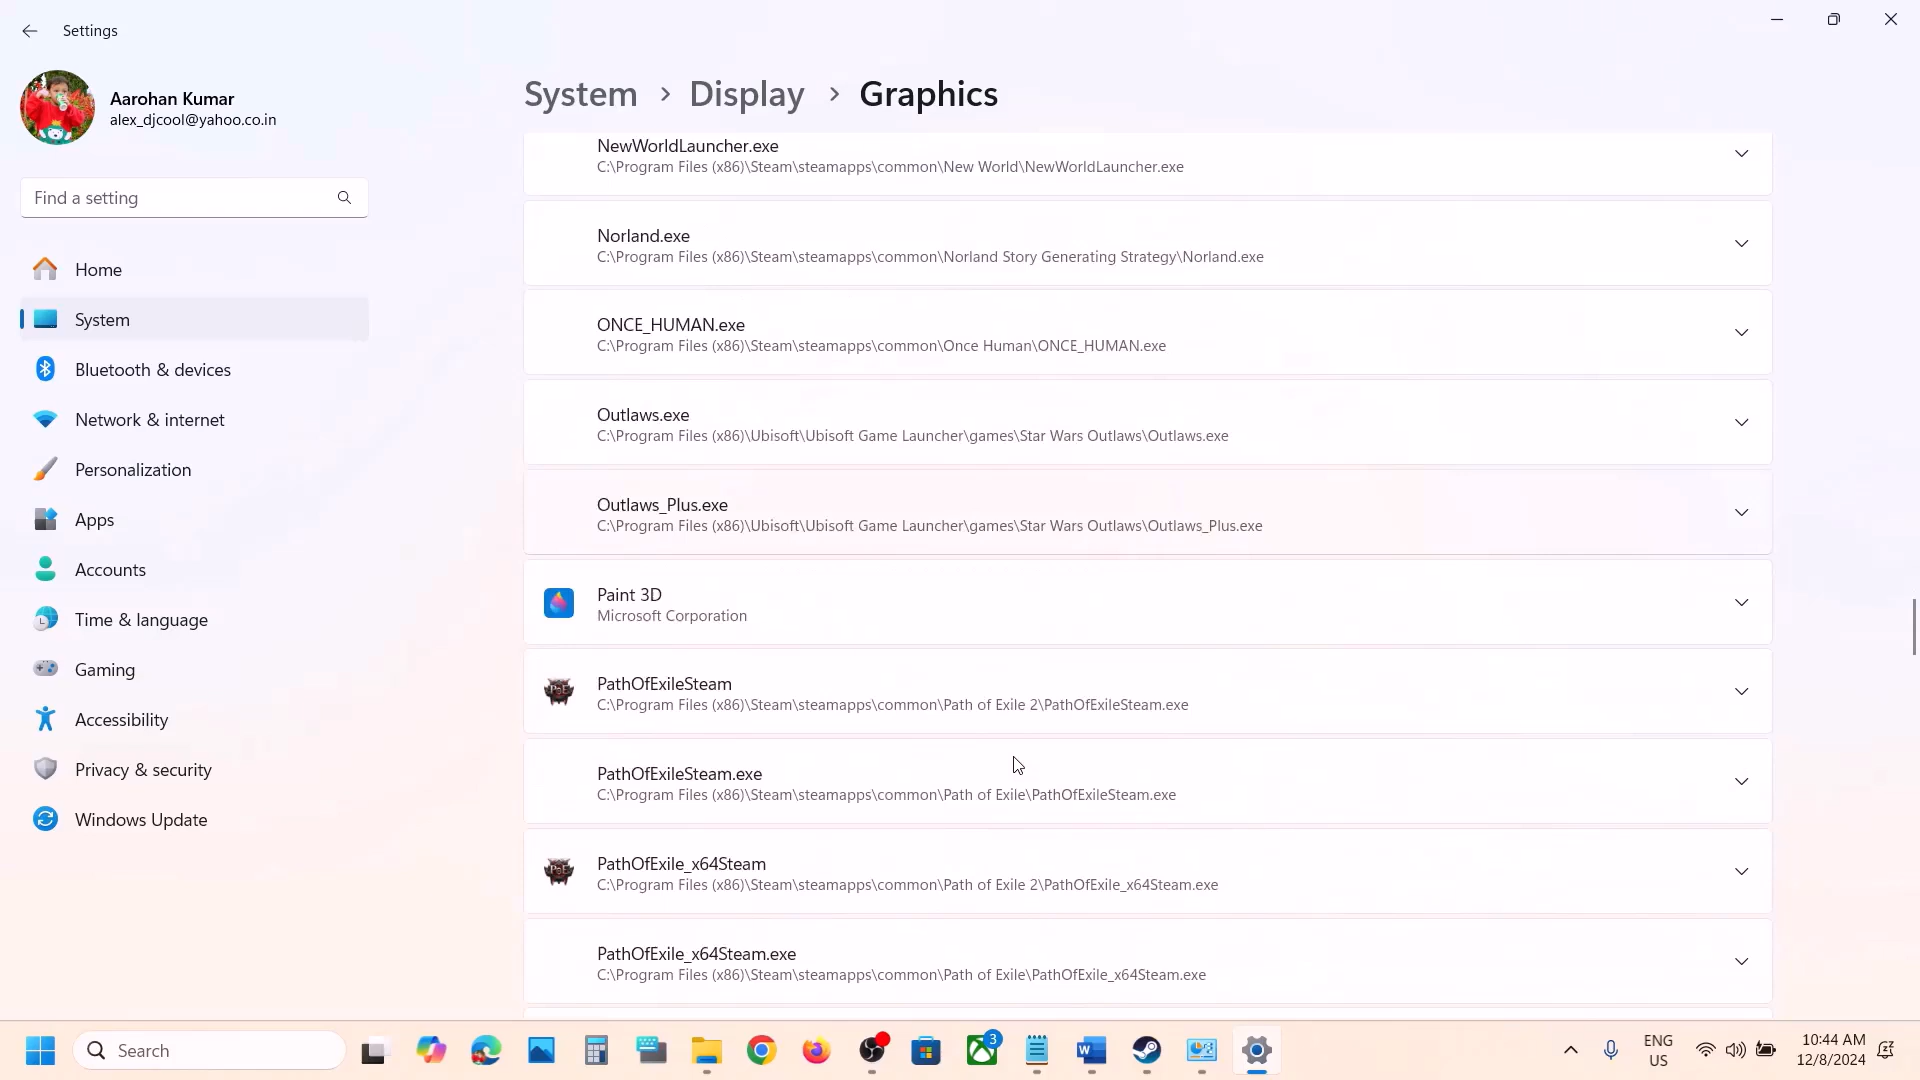 Settings
Aarohan Kumar
alex_djcool@yahoo.co.in
Find a setting
Home
System
Bluetooth & devices
Network & internet
Personalization
Apps
Accounts
Time & language
Gaming
Accessibility
Privacy & security
Windows Update
System > Display > Graphics
NewWorldLauncher.exe
C:\Program Files (x86)\Steam\steamapps\common\New World\NewWorldLauncher.exe
Norland.exe
C:\Program Files (x86)\Steam\steamapps\common\Norland Story Generating Strategy\Norland.exe
ONCE_HUMAN.exe
C:\Program Files (x86)\Steam\steamapps\common\Once Human\ONCE_HUMAN.exe
Outlaws.exe
C:\Program Files (x86)\Ubisoft\Ubisoft Game Launcher\games\Star Wars Outlaws\Outlaws.exe
Outlaws_Plus.exe
C:\Program Files (x86)\Ubisoft\Ubisoft Game Launcher\games\Star Wars Outlaws\Outlaws_Plus.exe
Paint 3D
Microsoft Corporation
PathOfExileSteam
C:\Program Files (x86)\Steam\steamapps\common\Path of Exile 2\PathOfExileSteam.exe
PathOfExileSteam.exe
C:\Program Files (x86)\Steam\steamapps\common\Path of Exile\PathOfExileSteam.exe
PathOfExile_x64Steam
C:\Program Files (x86)\Steam\steamapps\common\Path of Exile 2\PathOfExile_x64Steam.exe
PathOfExile_x64Steam.exe
C:\Program Files (x86)\Steam\steamapps\common\Path of Exile\PathOfExile_x64Steam.exe
Search
3
ENG
US
10:44 AM
12/8/2024